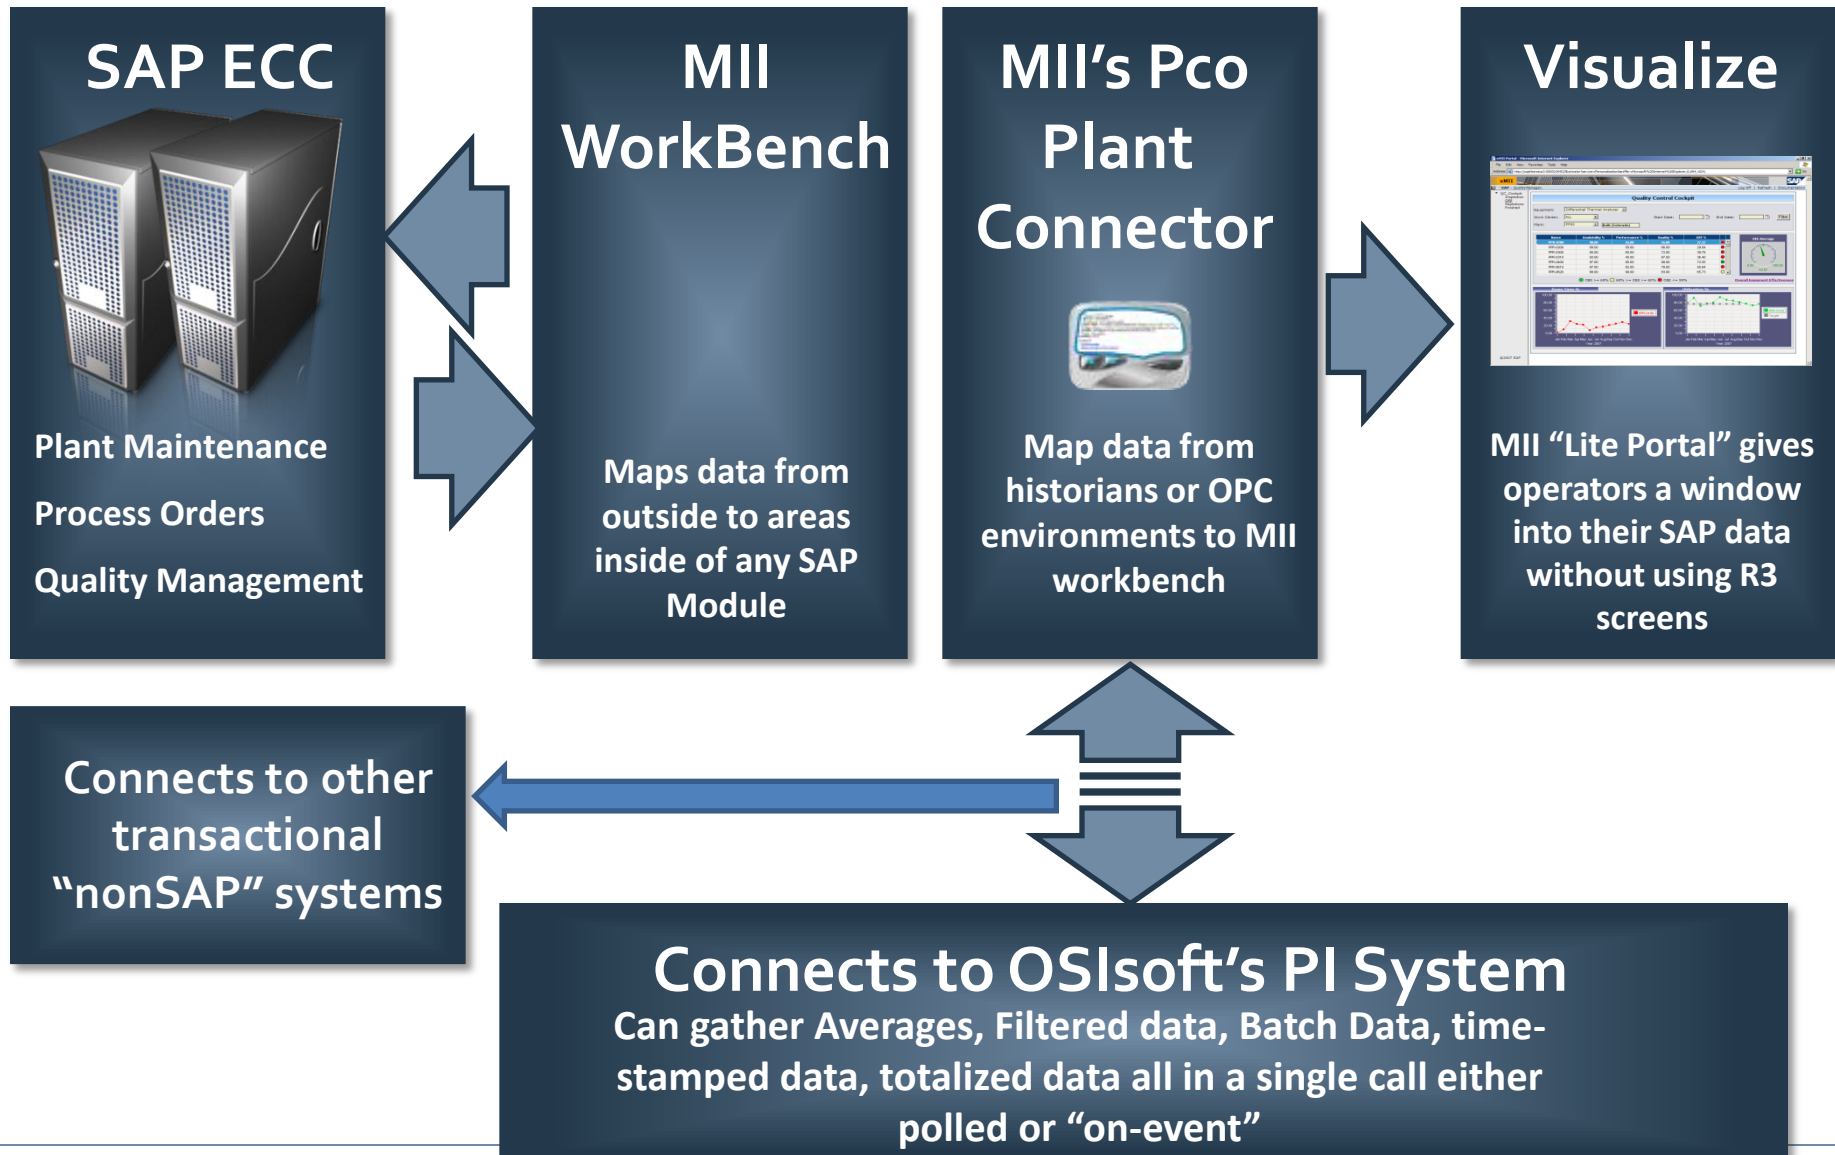 SAP ECC
Plant Maintenance
Process Orders
Quality Management
MII
WorkBench
Maps data from
outside to areas
inside of any SAP
Module
MII's Pco
Plant
Connector
Map data from
historians or OPC
environments to MII
workbench
Visualize
Quality Control Cockpit
MII “Lite Portal” gives
operators a window
into their SAP data
without using R3
screens
Connects to other
transactional
“nonSAP” systems
Connects to OSIsoft's PI System
Can gather Averages, Filtered data, Batch Data, time-
stamped data, totalized data all in a single call either
polled or “on-event”